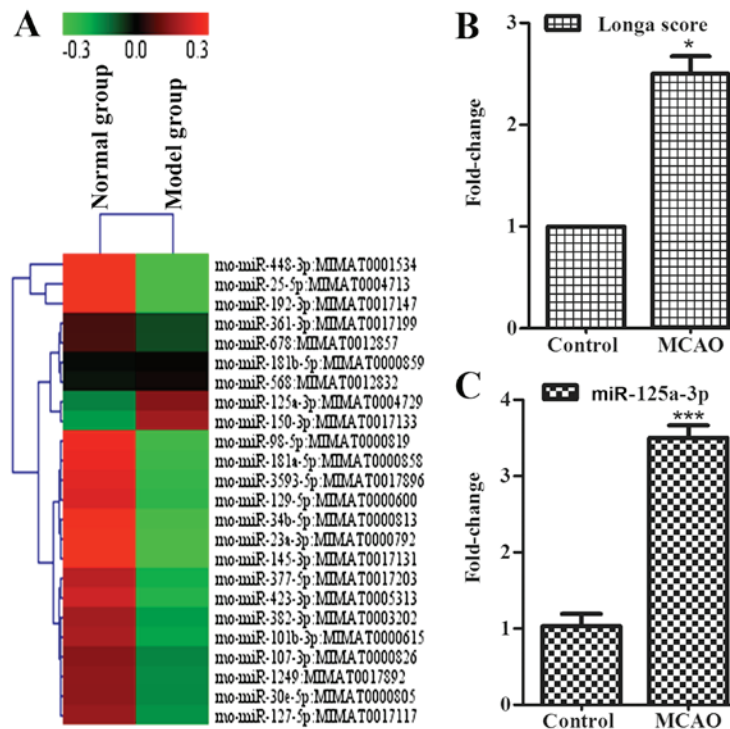 A
-0.3 0.0 0.3
Normal group
Model group
rno-miR-448-3p:MIMAT0001534
rno-miR-25-5p:MIMAT0004713
rno-miR-192-3p:MIMAT0017147
rno-miR-361-3p:MIMAT0017199
rno-miR-678:MIMAT0012857
rno-miR-181b-5p:MIMAT0000859
rno-miR-568:MIMAT0012832
rno-miR-125a-3p:MIMAT0004729
rno-miR-150-3p:MIMAT0017133
rno-miR-98-5p:MIMAT0000819
rno-miR-181a-5p:MIMAT0000858
rno-miR-3593-5p:MIMAT0017896
rno-miR-129-5p:MIMAT0000600
rno-miR-34b-5p:MIMAT0000813
rno-miR-23a-3p:MIMAT0000792
rno-miR-145-3p:MIMAT0017131
rno-miR-377-5p:MIMAT0017203
rno-miR-423-3p:MIMAT0005313
rno-miR-382-3p:MIMAT0003202
rno-miR-101b-3p:MIMAT0000615
rno-miR-107-3p:MIMAT0000826
rno-miR-1249:MIMAT0017892
rno-miR-30e-5p:MIMAT0000805
rno-miR-127-5p:MIMAT0017117
B
Longa score
Fold-change
3
2
1
0
*
Control MCAO
C
miR-125a-3p
Fold-change
4
3
2
1
0
***
Control MCAO